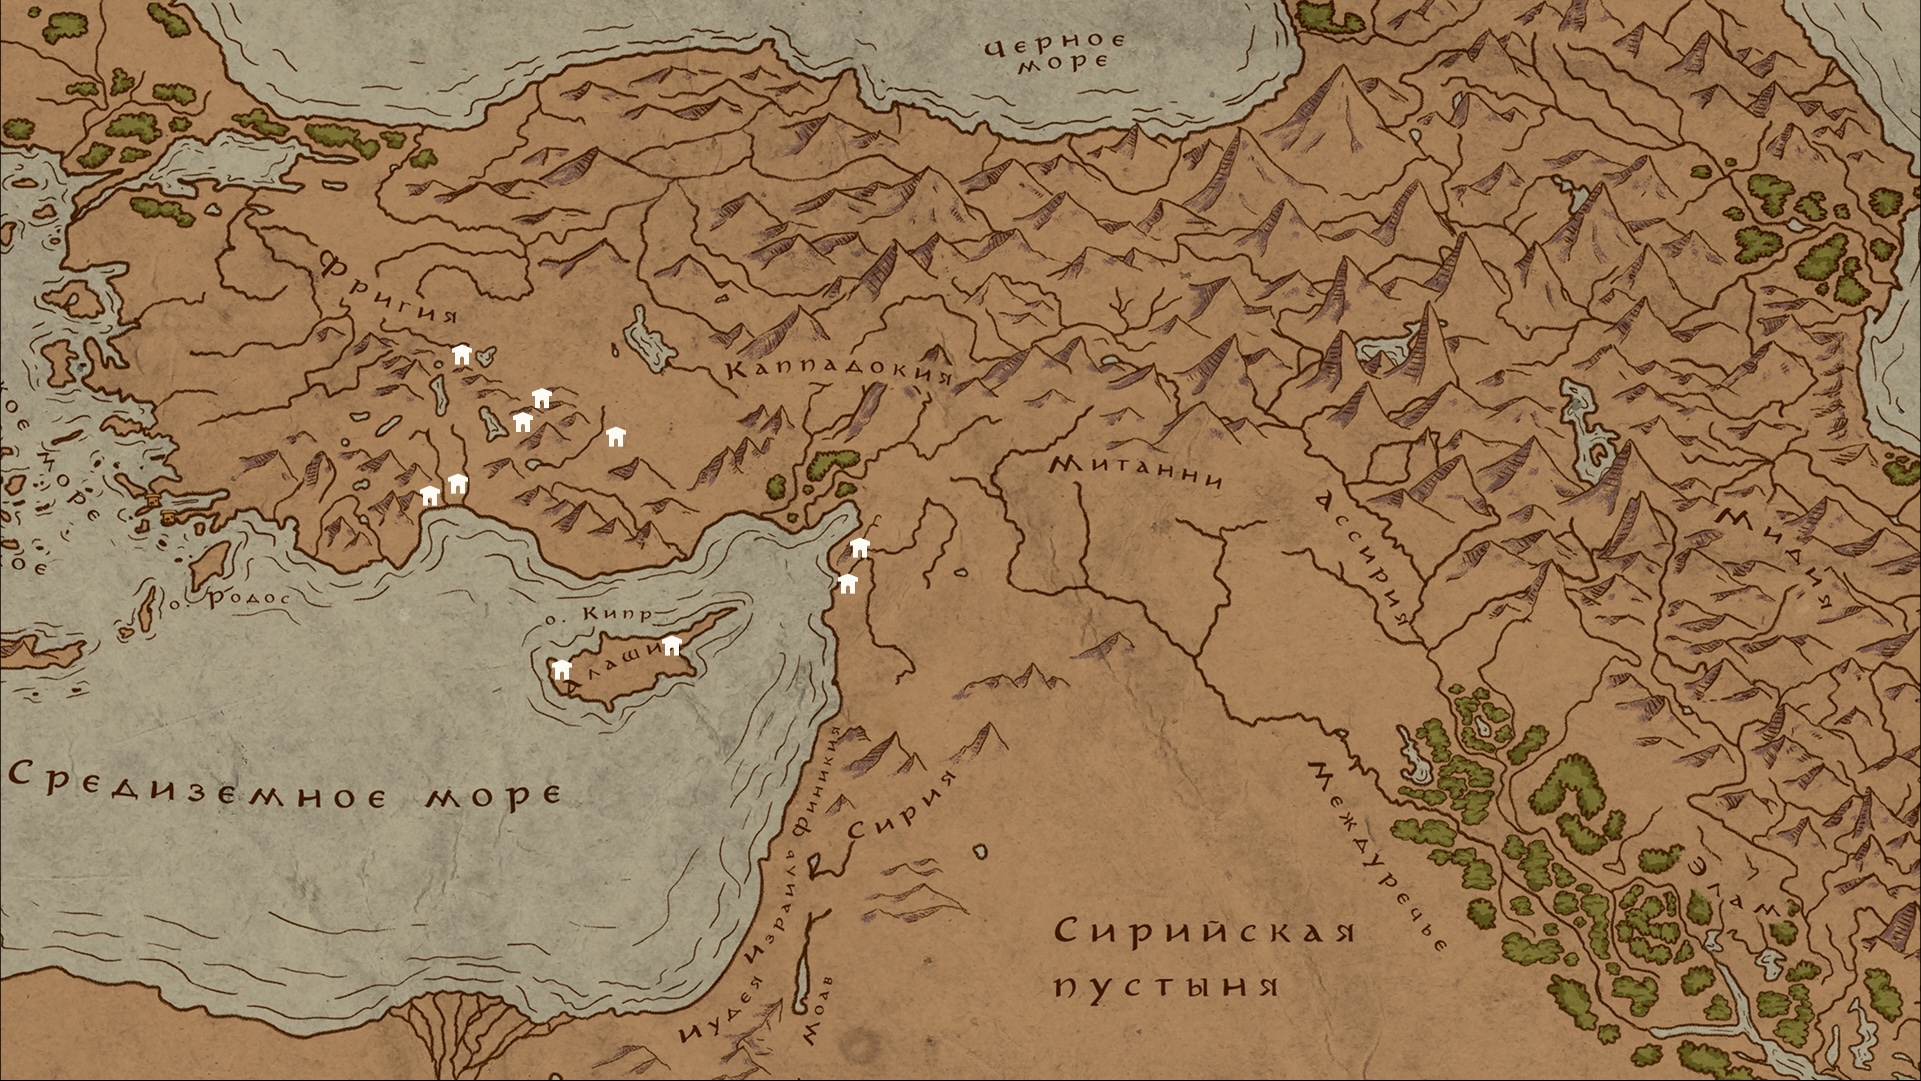 Черное
море
Фригия
Каппадокия
Митанни
Ассирия
Мидия
о. Родос
о. Кипр
Алашия
Средиземное море
Финикия
Сирия
Израиль
Иудея
Моав
Междуречье
Элам
Сирийская
пустыня